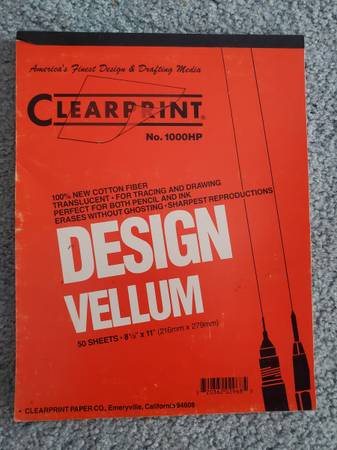 America's Finest Design & Drafting Media
CLEARPRINT®
No. 1000HP
100% NEW COTTON FIBER
TRANSLUCENT • FOR TRACING AND DRAWING
PERFECT FOR BOTH PENCIL AND INK
ERASES WITHOUT GHOSTING • SHARPEST REPRODUCTIONS
DESIGN
VELLUM
50 SHEETS • 8½" x 11" (216mm x 279mm)
• CLEARPRINT PAPER CO., Emeryville, California 94608